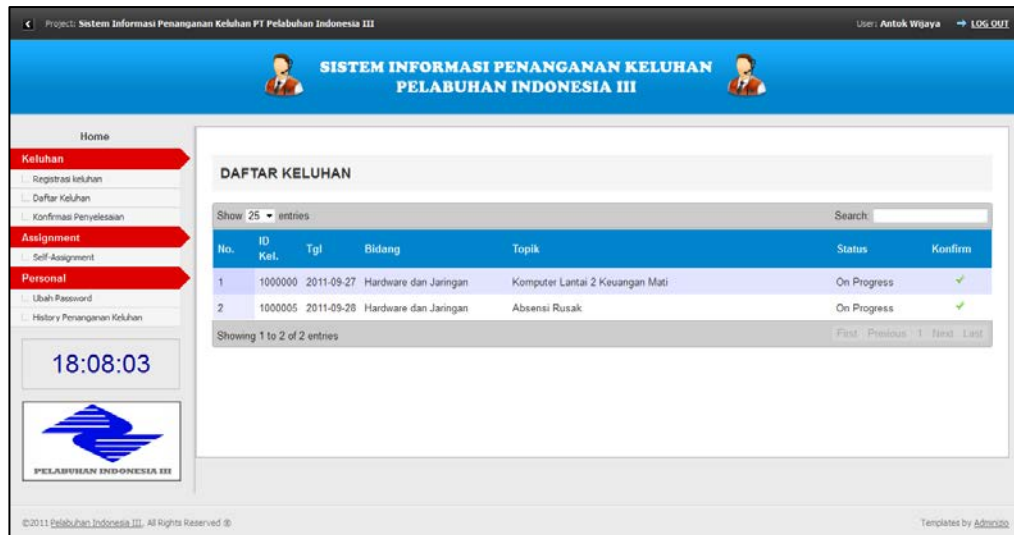 Project: Sistem Informasi Penanganan Keluhan PT Pelabuhan Indonesia III
User: Antok Wijaya
LOG OUT
SISTEM INFORMASI PENANGANAN KELUHAN
PELABUHAN INDONESIA III
Home
Keluhan
Registrasi keluhan
Daftar Keluhan
Konfirmasi Penyelesaian
Assignment
Self-Assignment
Personal
Ubah Password
History Penanganan Keluhan
18:08:03
PELABUHAN INDONESIA III
DAFTAR KELUHAN
Show 25 entries
Search:
No. ID Kel. Tgl Bidang Topik Status Konfirm
1 1000000 2011-09-27 Hardware dan Jaringan Komputer Lantai 2 Keuangan Mati On Progress
2 1000005 2011-09-28 Hardware dan Jaringan Absensi Rusak On Progress
Showing 1 to 2 of 2 entries
First Previous 1 Next Last
©2011 Pelabuhan Indonesia III. All Rights Reserved ®
Templates by Adminizio